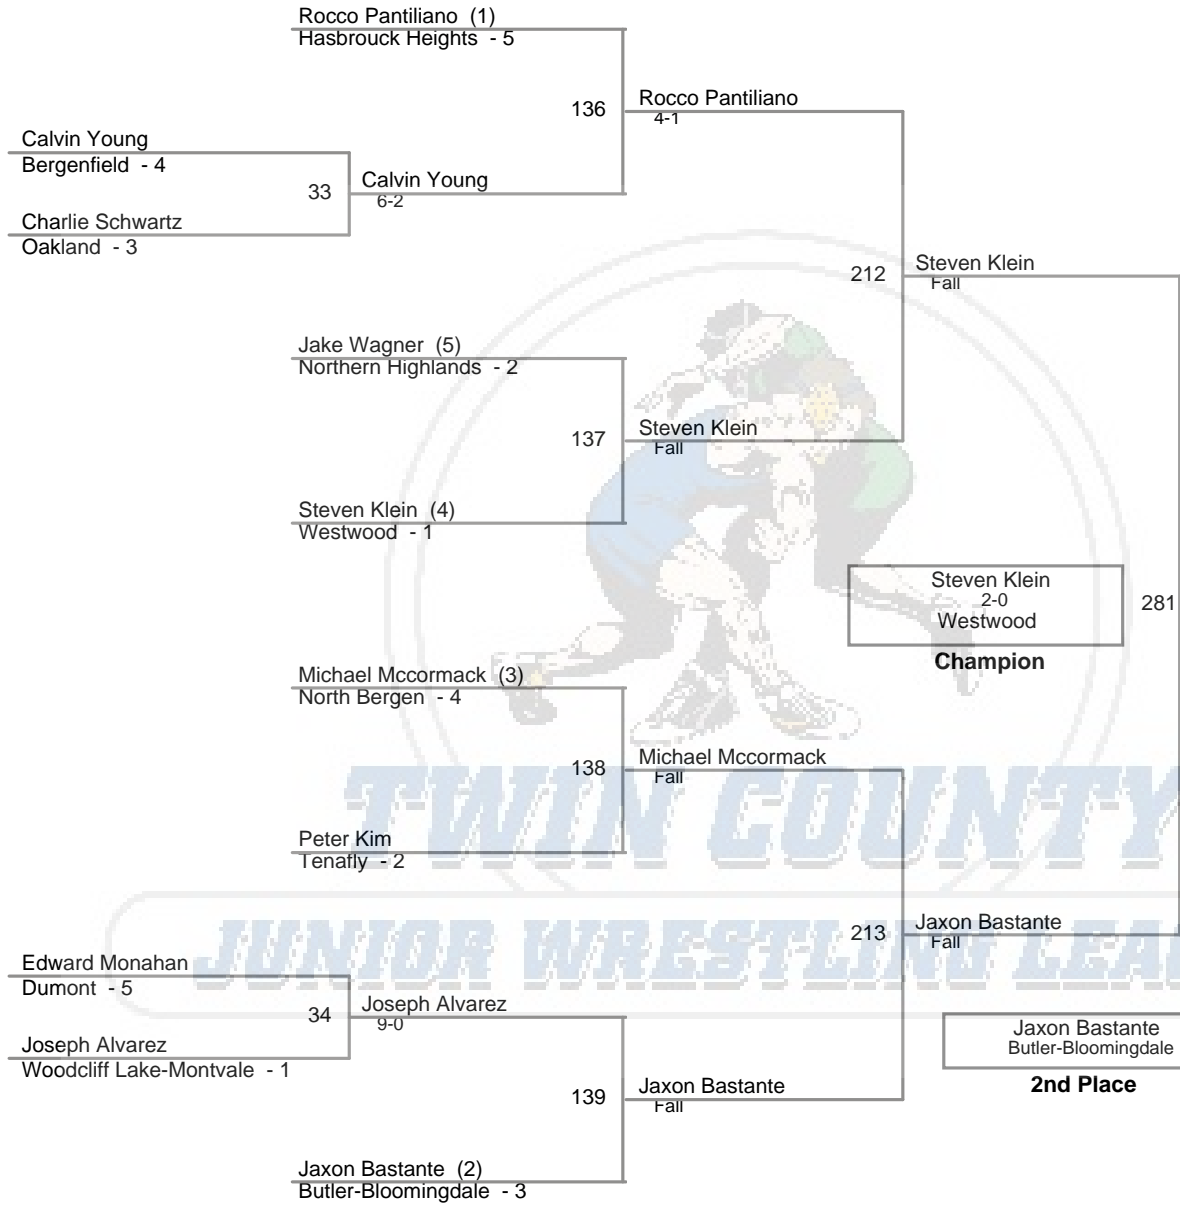 Rocco Pantiliano (1)
Hasbrouck Heights - 5
136
Rocco Pantiliano
4-1
Calvin Young
Bergenfield - 4
33
Calvin Young
6-2
Charlie Schwartz
Oakland - 3
212
Steven Klein
Fall
Jake Wagner (5)
Northern Highlands - 2
137
Steven Klein
Fall
Steven Klein (4)
Westwood - 1
Steven Klein
2-0
Westwood
281
Champion
Michael Mccormack (3)
North Bergen - 4
138
Michael Mccormack
Fall
TWIN COUNTY
Peter Kim
Tenafly - 2
213
Jaxon Bastante
Fall
JUNIOR WRESTLING LEA
Edward Monahan
Dumont - 5
34
Joseph Alvarez
9-0
Joseph Alvarez
Woodcliff Lake-Montvale - 1
Jaxon Bastante
Butler-Bloomingdale
2nd Place
139
Jaxon Bastante
Fall
Jaxon Bastante (2)
Butler-Bloomingdale - 3